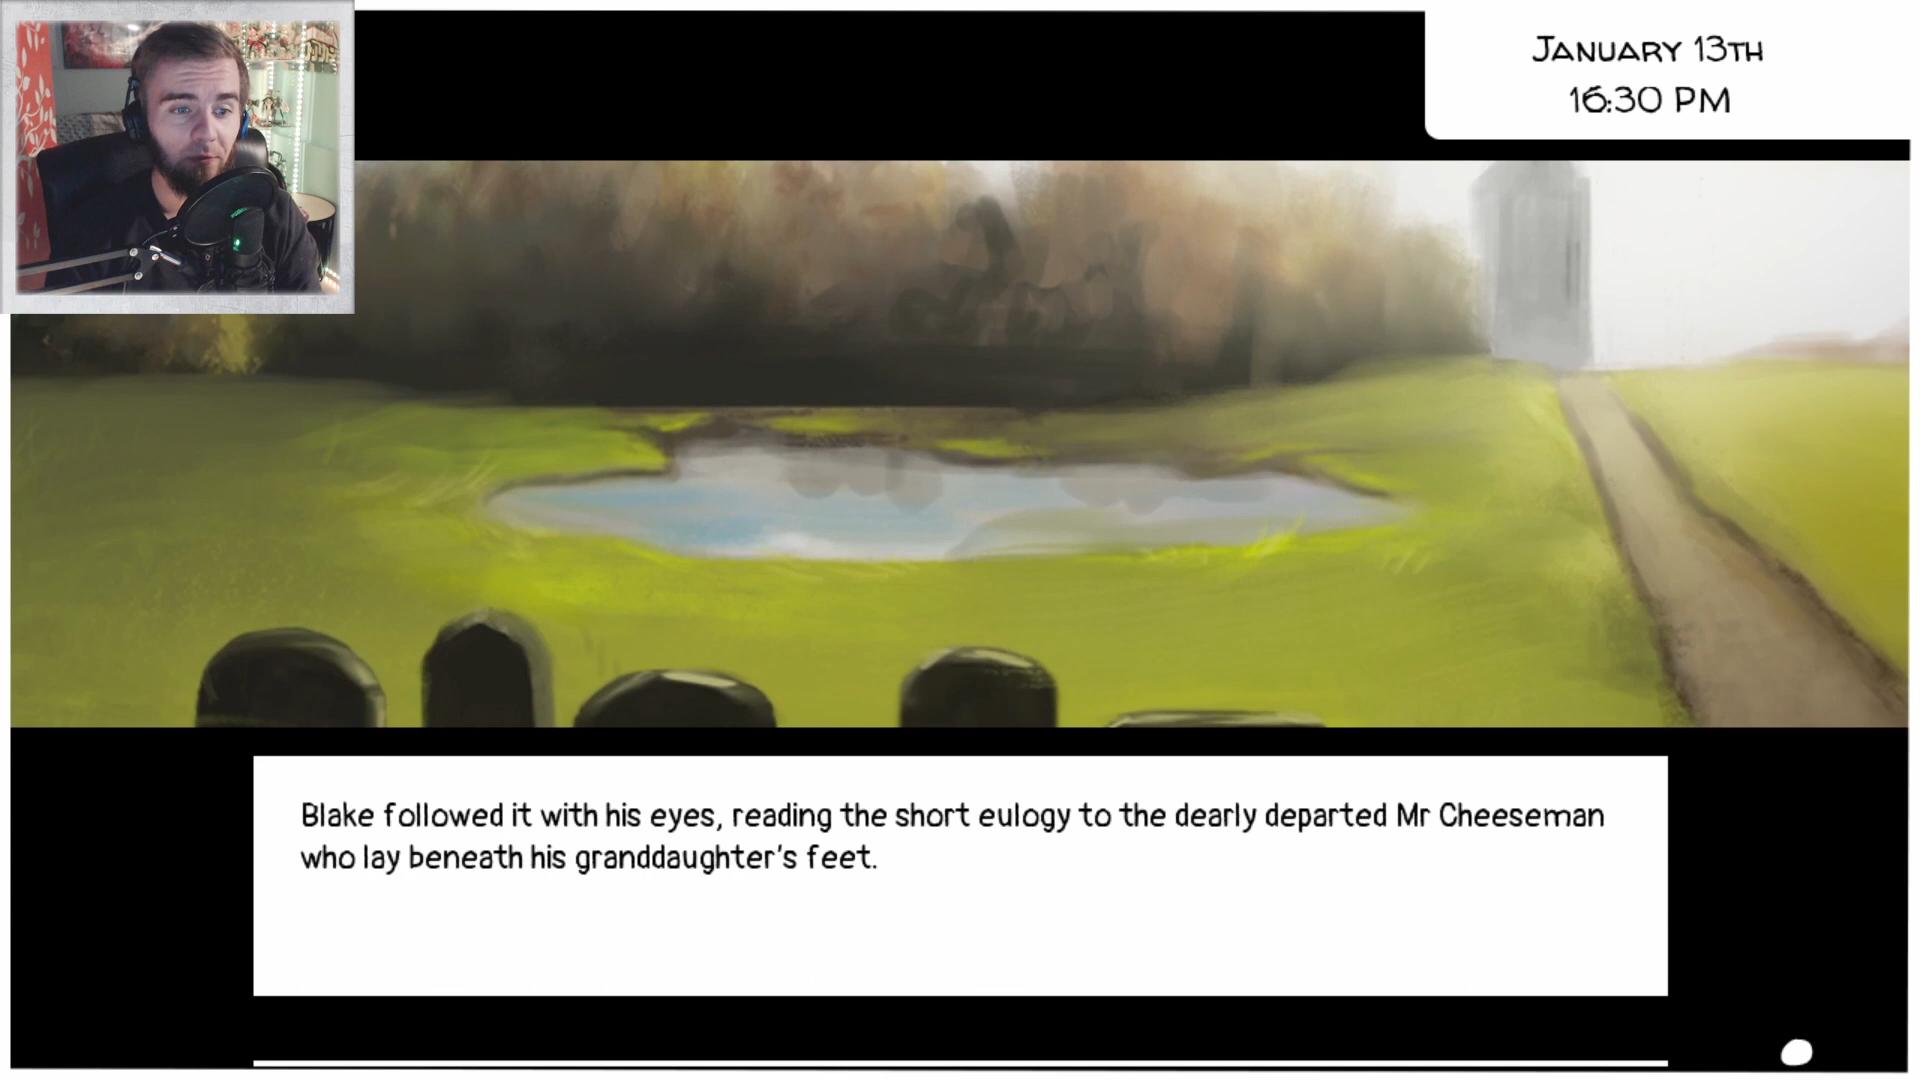 January 13th
16:30 PM
Blake followed it with his eyes, reading the short eulogy to the dearly departed Mr Cheeseman
who lay beneath his granddaughter's feet.